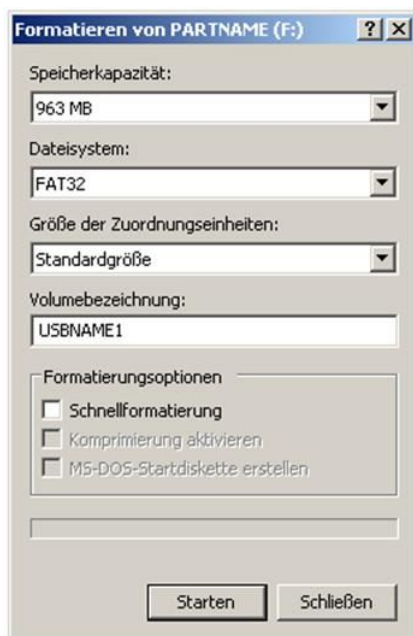 Formatieren von PARTNAME (F:)
Speicherkapazität:
963 MB
Dateisystem:
FAT32
Größe der Zuordnungseinheiten:
Standardgröße
Volumebezeichnung:
USBNAME1
Formatierungsoptionen
Schnellformatierung
Komprimierung aktivieren
MS-DOS-Startdiskette erstellen
Starten Schließen